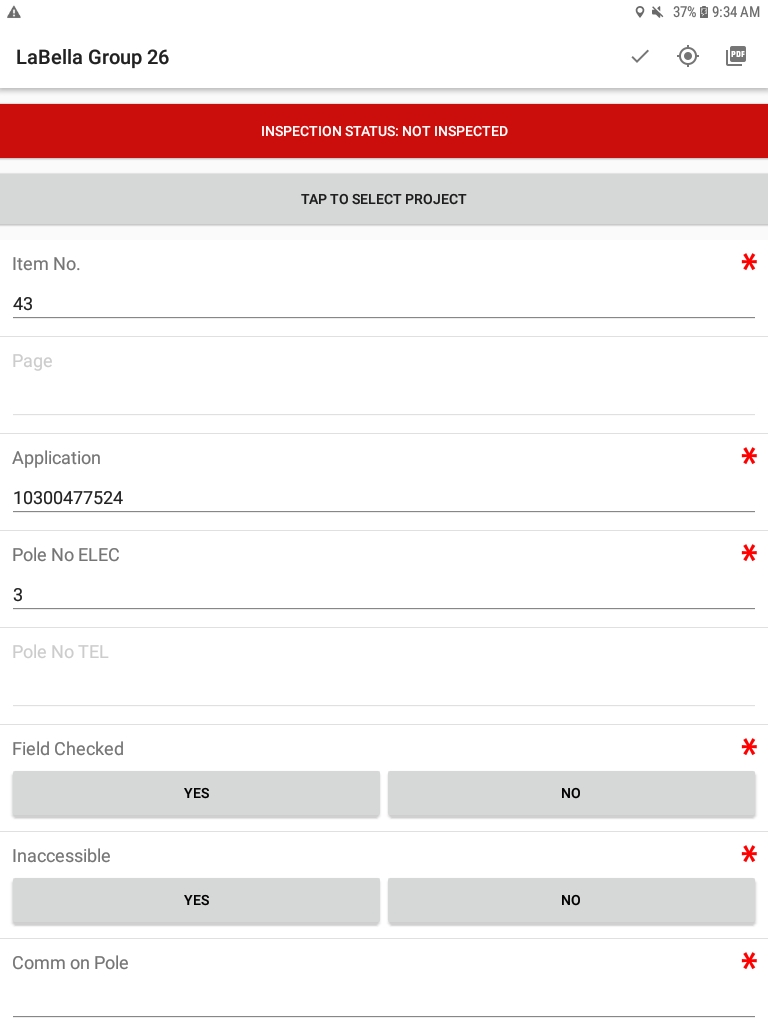 37% 9:34 AM
LaBella Group 26
PDF
INSPECTION STATUS: NOT INSPECTED
TAP TO SELECT PROJECT
Item No. *
43
Page
Application *
10300477524
Pole No ELEC *
3
Pole No TEL
Field Checked *
YES NO
Inaccessible *
YES NO
Comm on Pole *